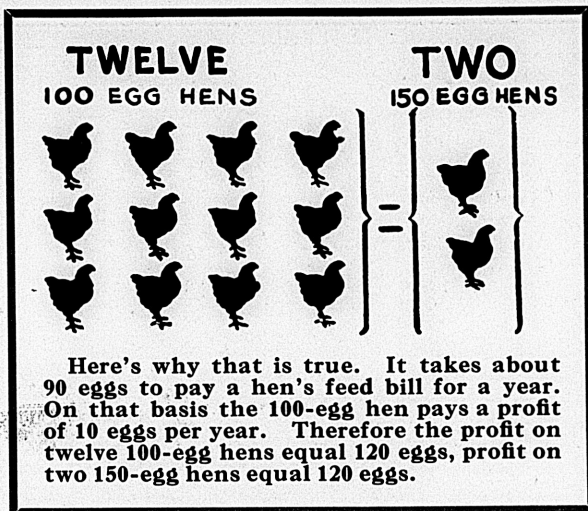 TWELVE
100 EGG HENS
TWO
150 EGG HENS
=
Here's why that is true. It takes about
90 eggs to pay a hen's feed bill for a year.
On that basis the 100-egg hen pays a profit
of 10 eggs per year. Therefore the profit on
twelve 100-egg hens equal 120 eggs, profit on
two 150-egg hens equal 120 eggs.